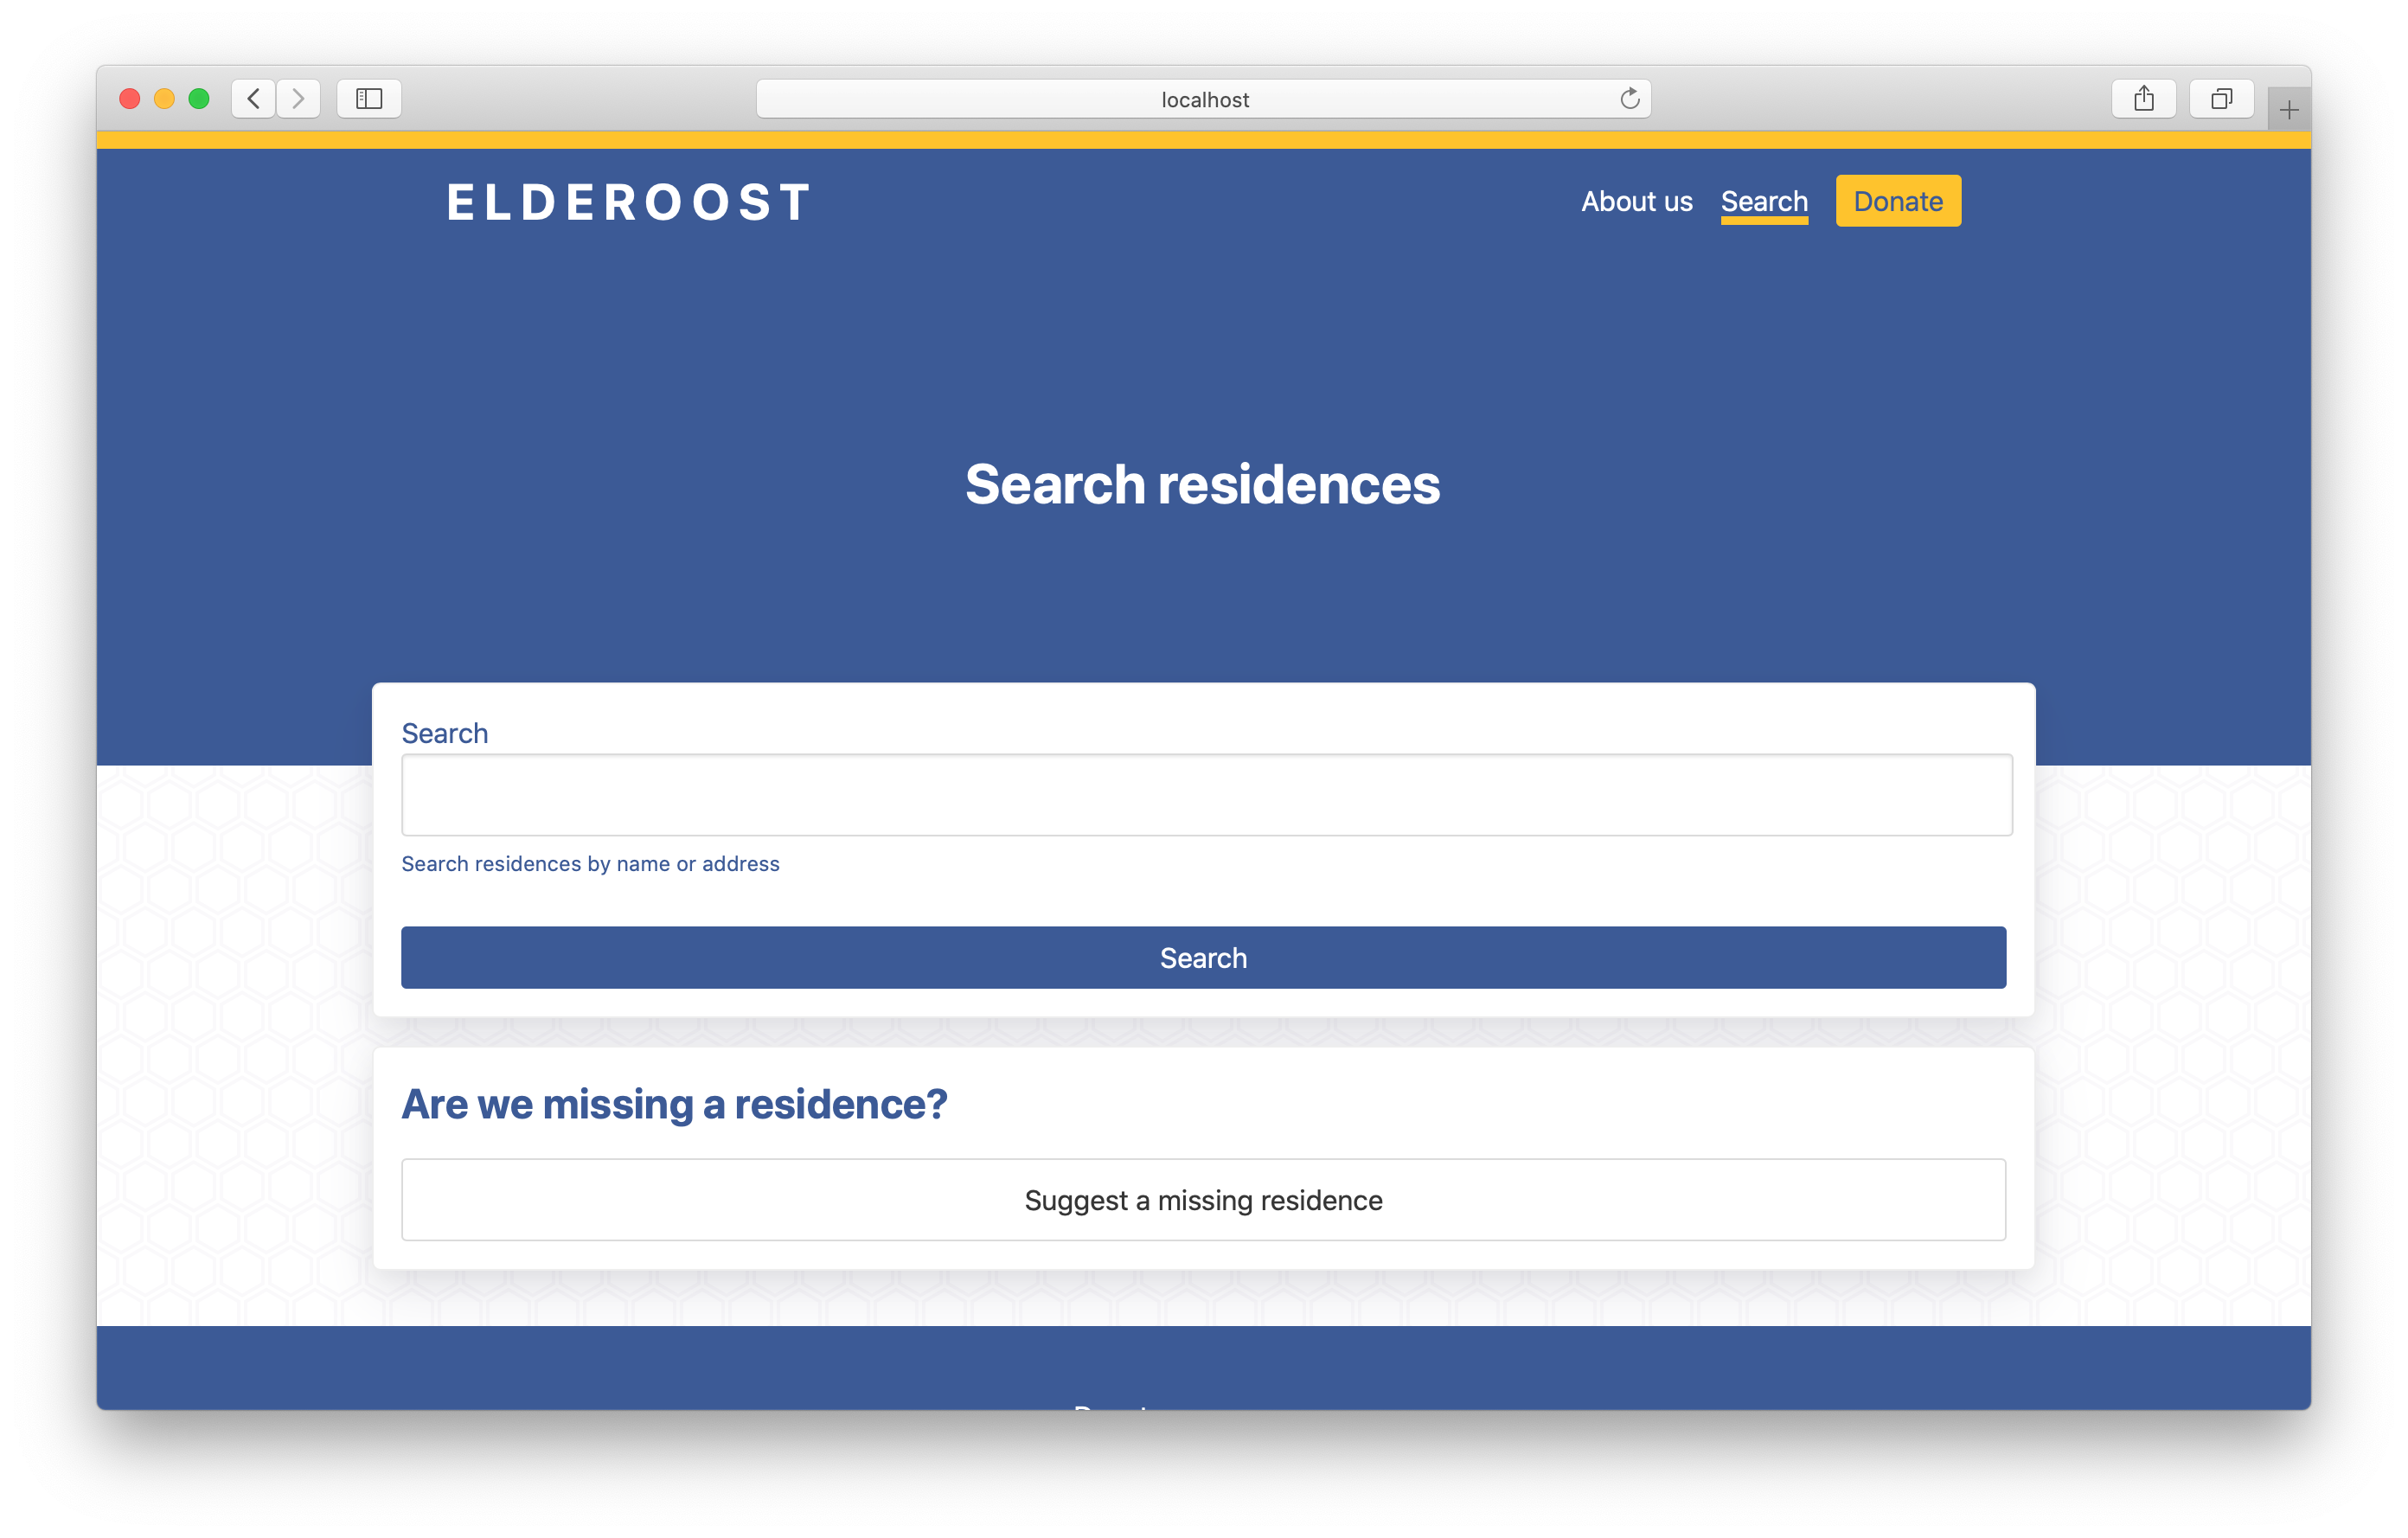 localhost
ELDEROOST
About us Search Donate
Search residences
Search
Search residences by name or address
Search
Are we missing a residence?
Suggest a missing residence